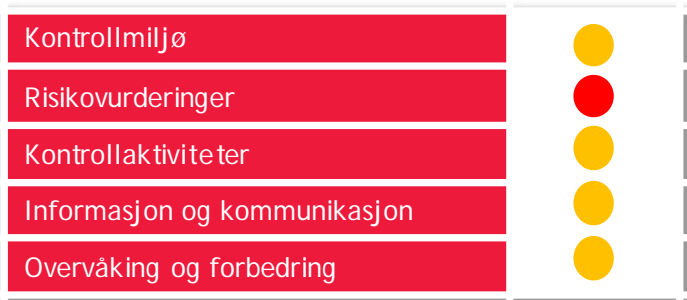 Kontrollmiljø
Risikovurderinger
Kontrollaktiviteter
Informasjon og kommunikasjon
Overvåking og forbedring